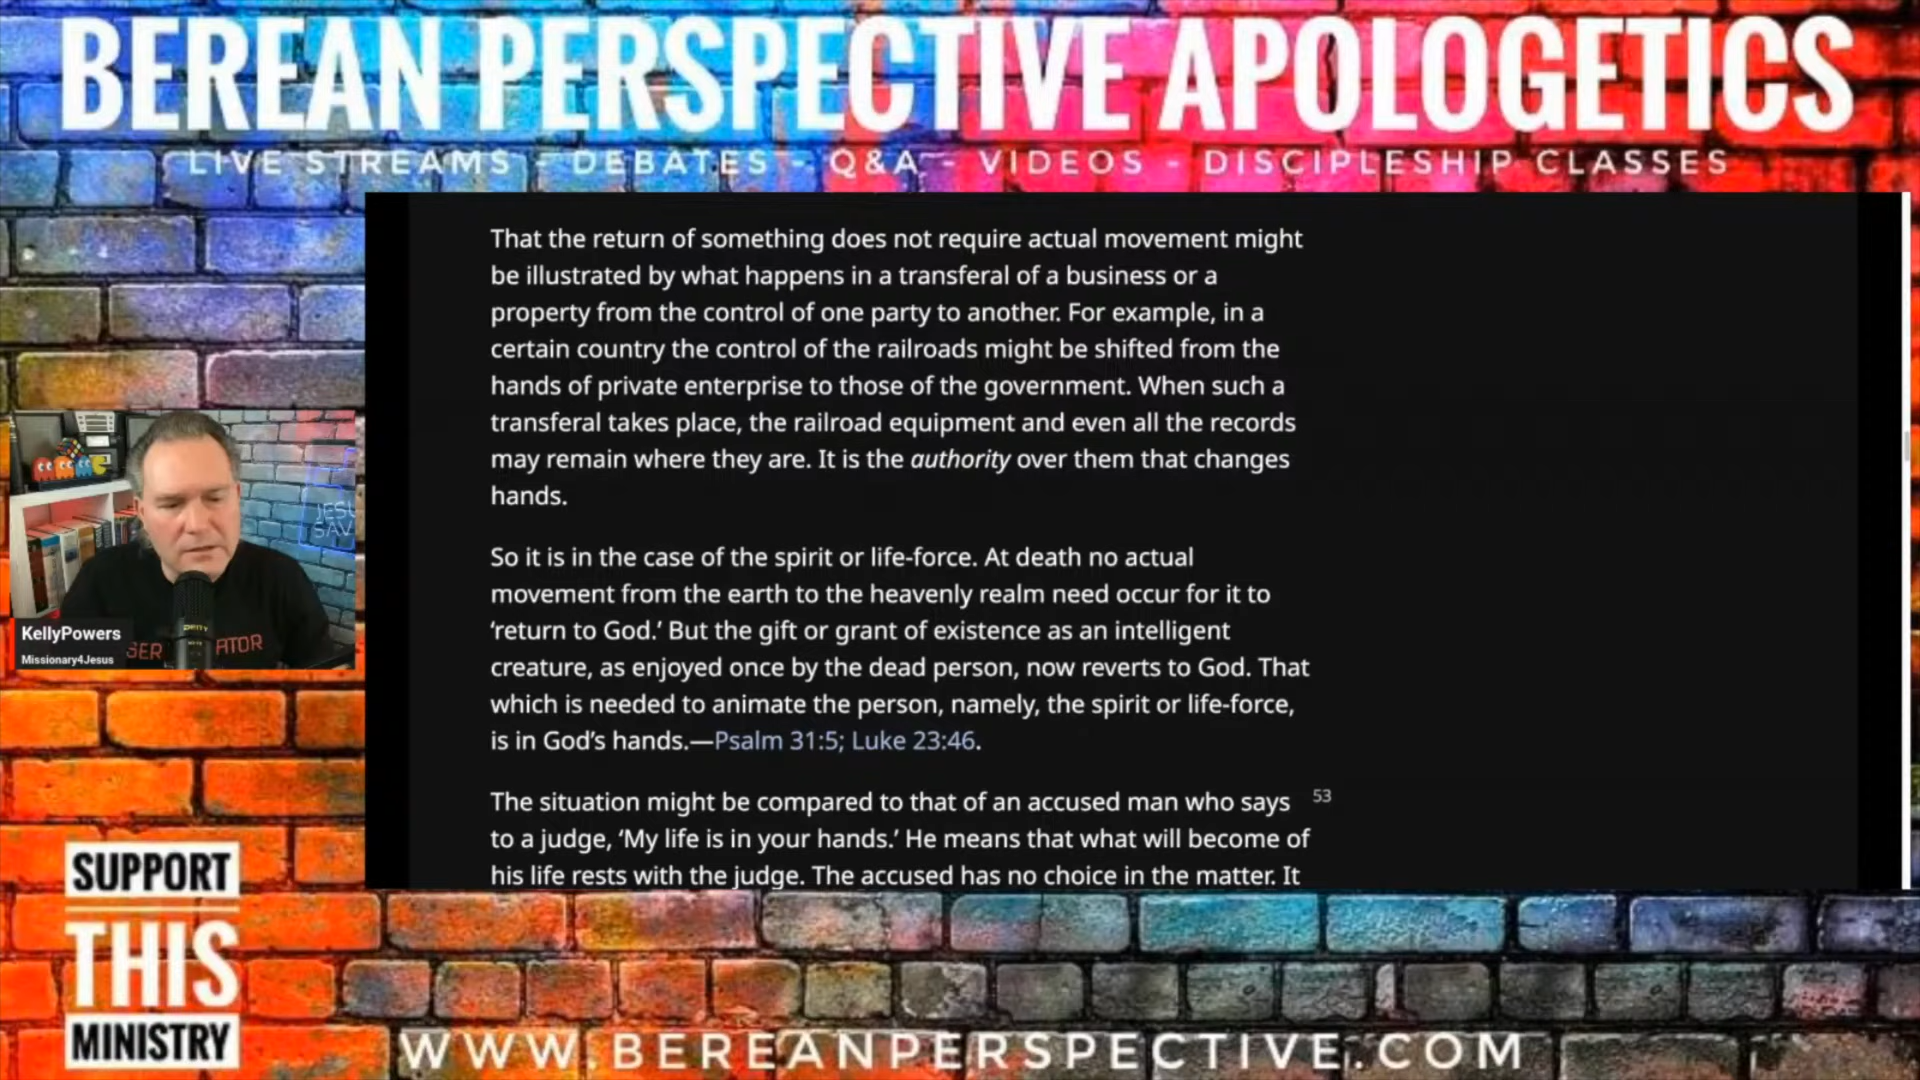 BEREAN PERSPECTIVE APOLOGETICS
LIVE STREAMS - DEBATES - Q&A - VIDEOS - DISCIPLESHIP CLASSES
That the return of something does not require actual movement might
be illustrated by what happens in a transferal of a business or a
property from the control of one party to another. For example, in a
certain country the control of the railroads might be shifted from the
hands of private enterprise to those of the government. When such a
transferal takes place, the railroad equipment and even all the records
may remain where they are. It is the authority over them that changes
hands.
So it is in the case of the spirit or life-force. At death no actual
movement from the earth to the heavenly realm need occur for it to
‘return to God.’ But the gift or grant of existence as an intelligent
creature, as enjoyed once by the dead person, now reverts to God. That
which is needed to animate the person, namely, the spirit or life-force,
is in God’s hands.—Psalm 31:5; Luke 23:46.
The situation might be compared to that of an accused man who says 53
to a judge, ‘My life is in your hands.’ He means that what will become of
his life rests with the judge. The accused has no choice in the matter. It
JESU
SAV
KellyPowers
Missionary4Jesus
SER
ATOR
SUPPORT
THIS
MINISTRY
WWW.BEREANPERSPECTIVE.COM